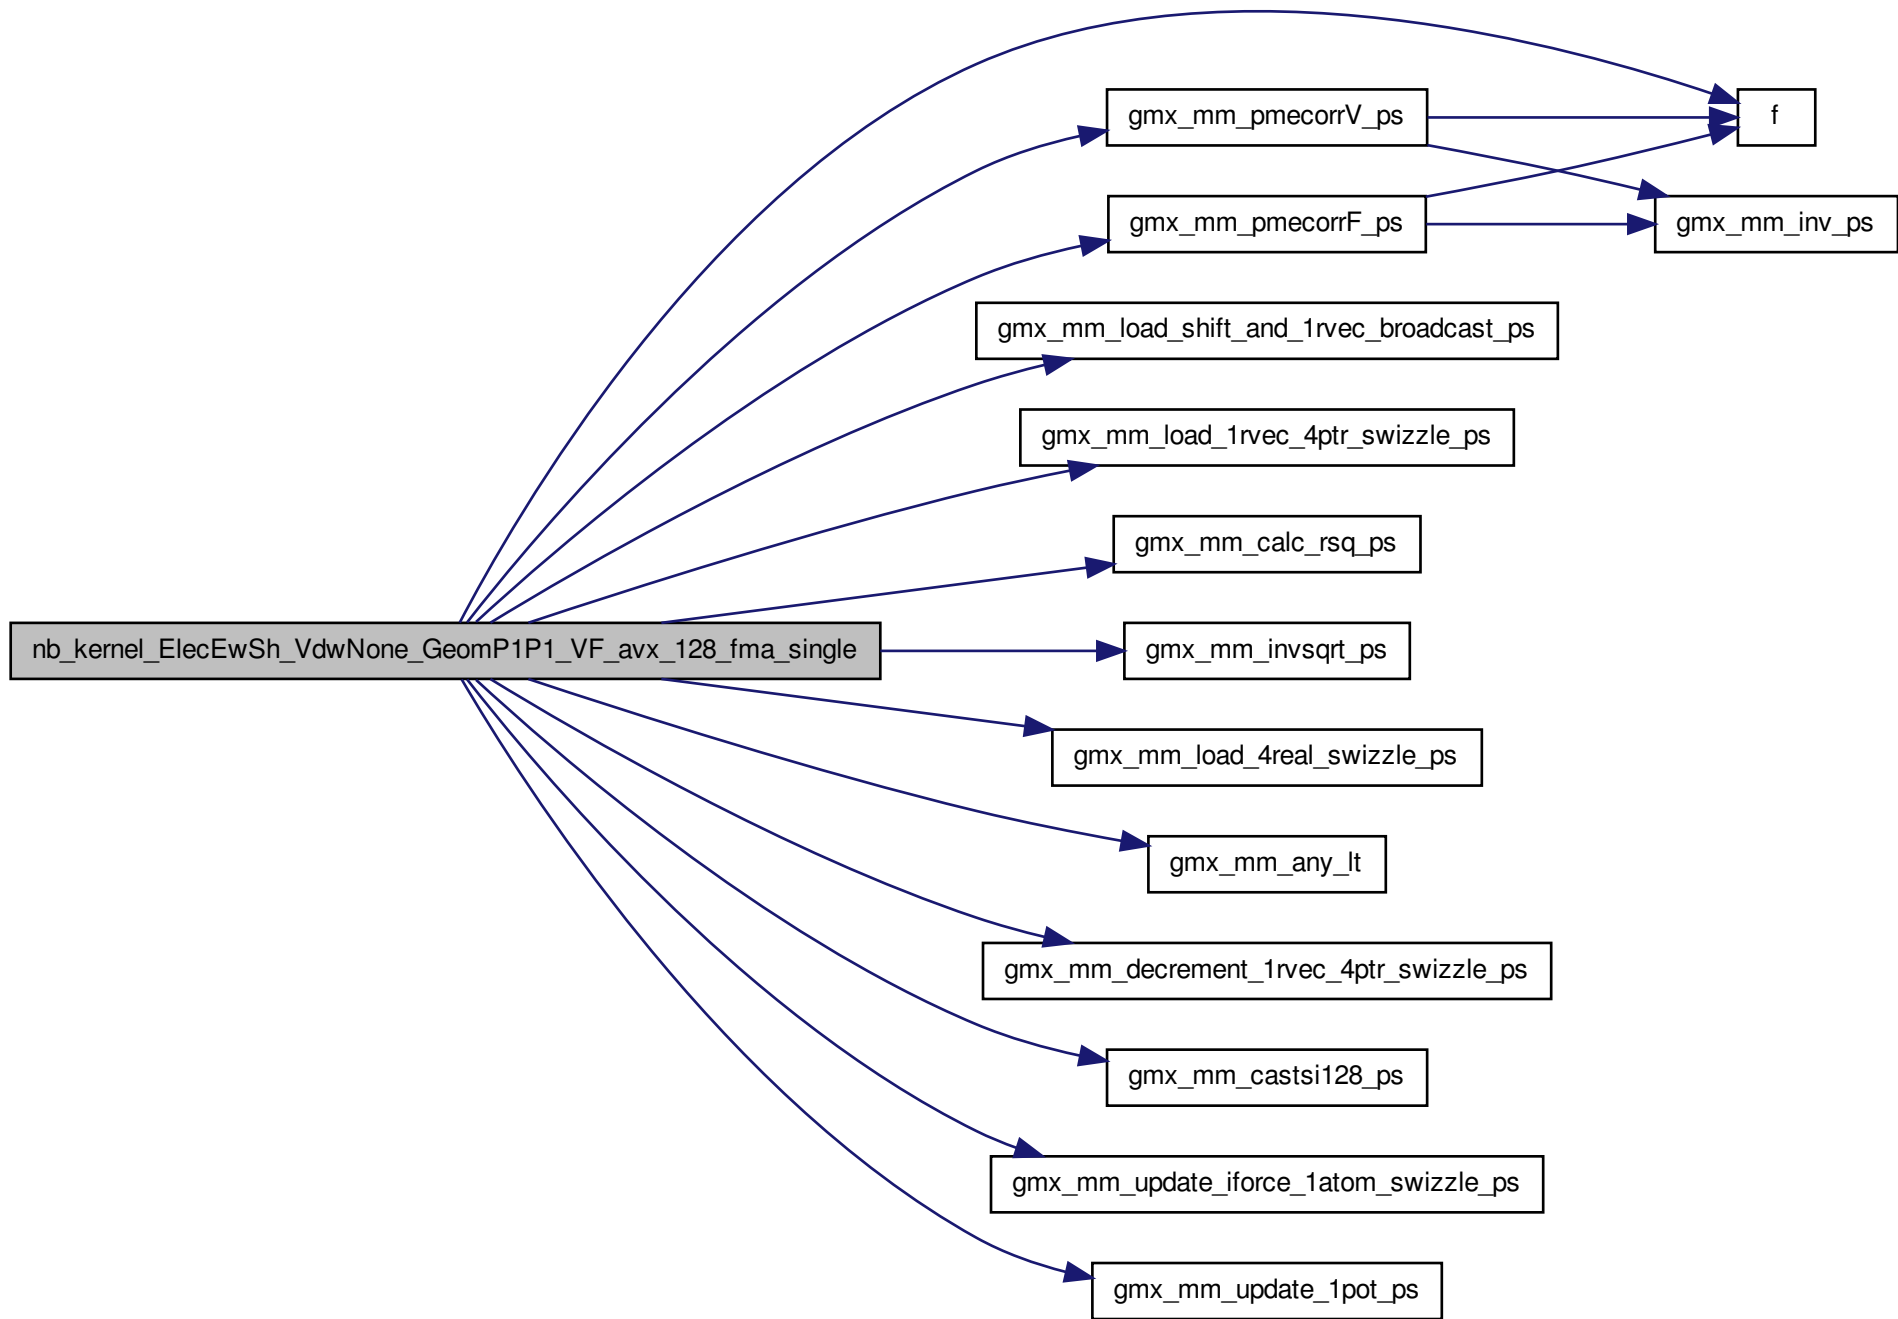 f
gmx_mm_pmecorrV_ps
gmx_mm_pmecorrF_ps
gmx_mm_inv_ps
gmx_mm_load_shift_and_1rvec_broadcast_ps
gmx_mm_load_1rvec_4ptr_swizzle_ps
gmx_mm_calc_rsq_ps
nb_kernel_ElecEwSh_VdwNone_GeomP1P1_VF_avx_128_fma_single
gmx_mm_invsqrt_ps
gmx_mm_load_4real_swizzle_ps
gmx_mm_any_lt
gmx_mm_decrement_1rvec_4ptr_swizzle_ps
gmx_mm_castsi128_ps
gmx_mm_update_iforce_1atom_swizzle_ps
gmx_mm_update_1pot_ps